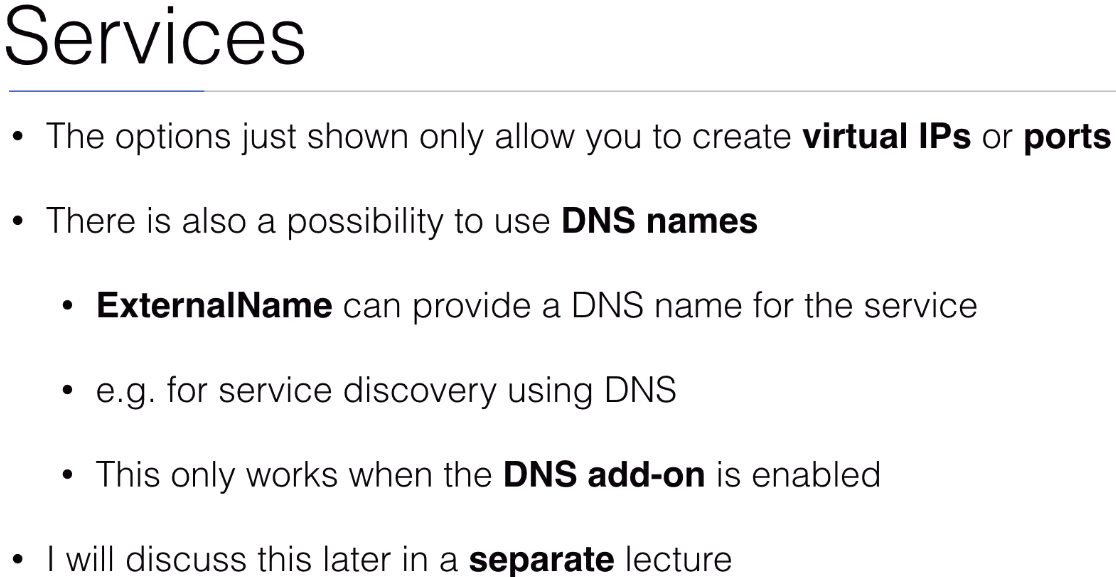 Services
• The options just shown only allow you to create virtual IPs or ports
• There is also a possibility to use DNS names
• ExternalName can provide a DNS name for the service
• e.g. for service discovery using DNS
• This only works when the DNS add-on is enabled
• I will discuss this later in a separate lecture